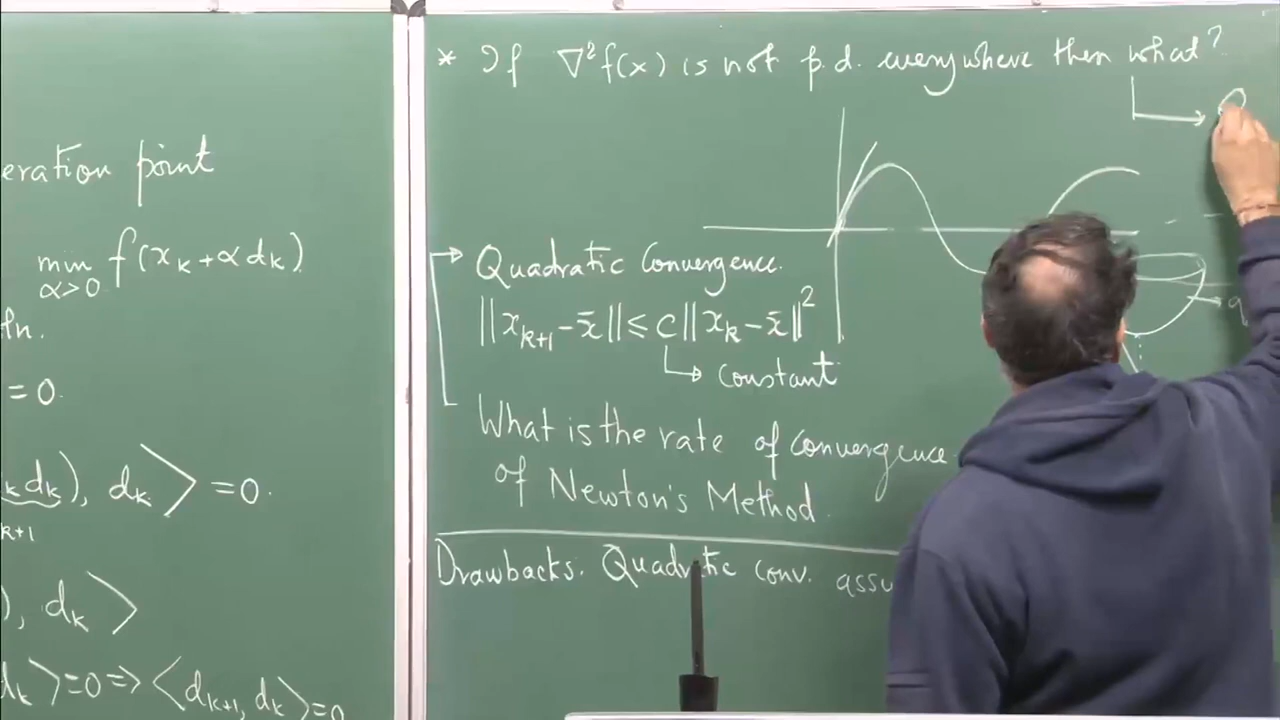 eration point
min f(x_k + αd_k)
α>0
ln.
= 0.
_k d_k), d_k > = 0.
k+1
), d_k >
d_k > = 0 => < d_{k+1}, d_k > = 0
* If ∇²f(x) is not p.d. everywhere then what?
Quadratic Convergence.
||x_{k+1} - x̄|| ≤ c ||x_k - x̄||²
constant
What is the rate of convergence
of Newton's Method.
Drawbacks. Quadratic conv. assu